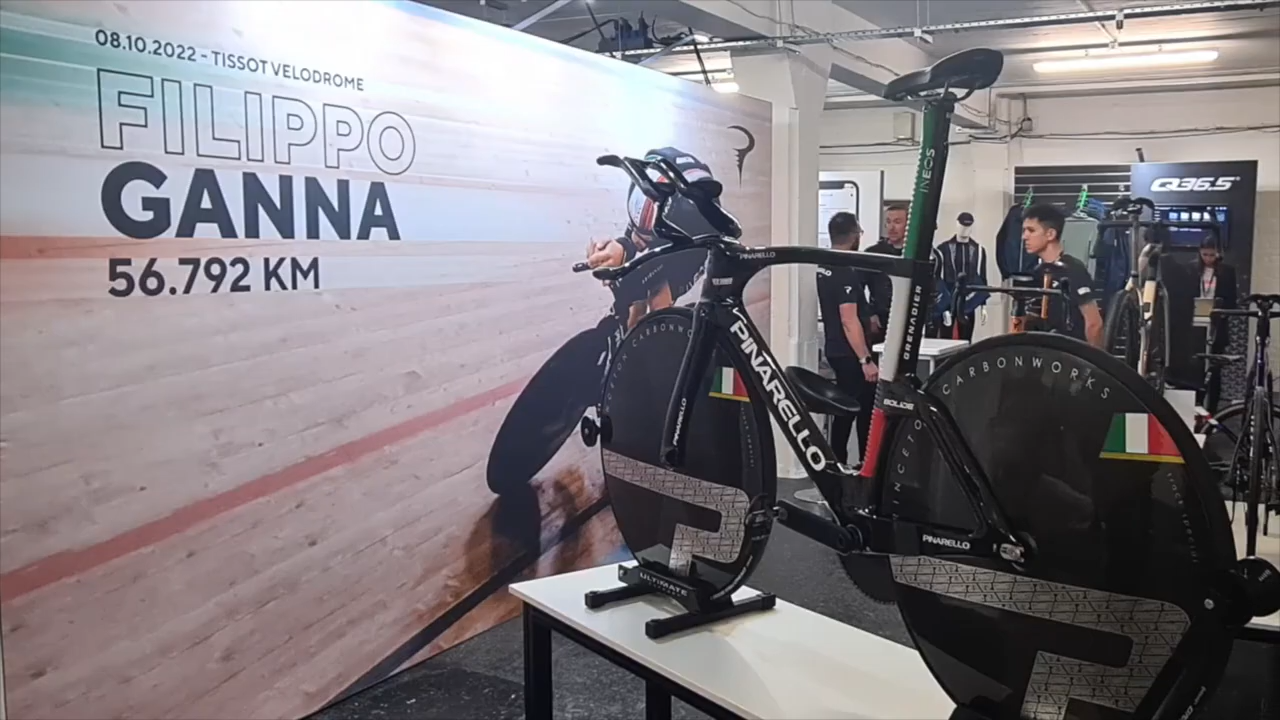 08.10.2022 - TISSOT VELODROME
FILIPPO
GANNA
56.792 KM
INEOS
Q36.5®
PINARELLO
GRENADIER
CARBONWORKS
PINARELLO
PINARELLO
BOLIDE
CARBONWORKS
PINARELLO
ULTIMATE